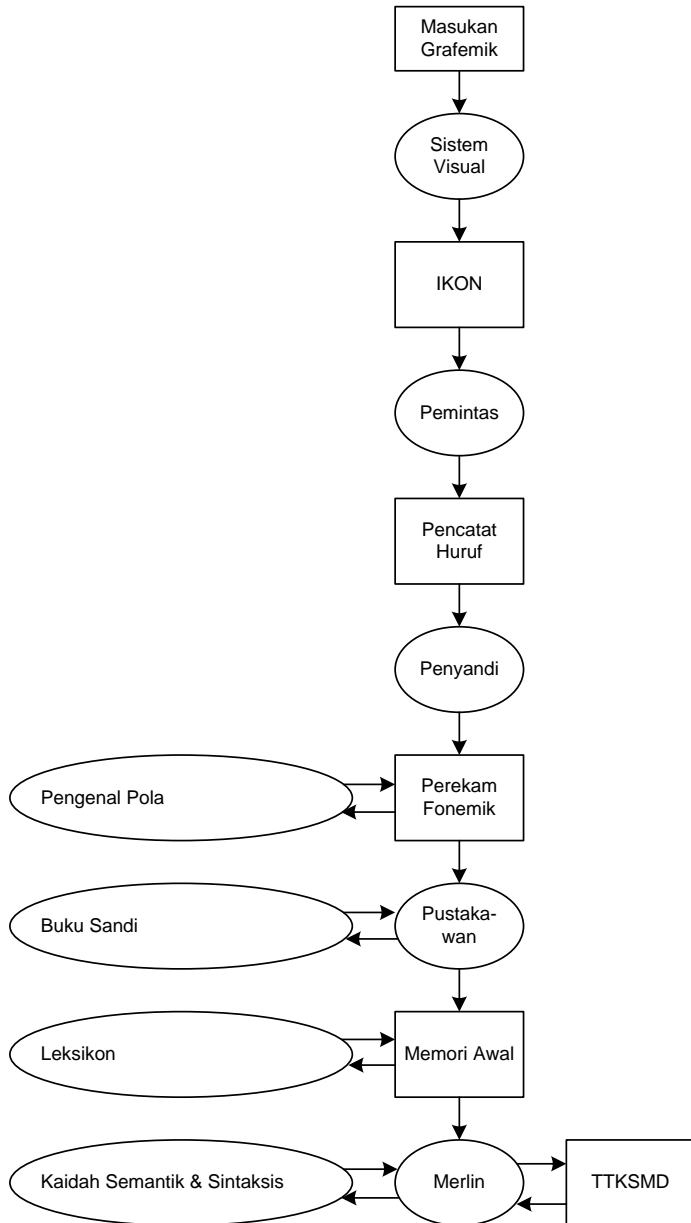 Masukan
Grafemik
Sistem
Visual
IKON
Pemintas
Pencatat
Huruf
Penyandi
Pengenal Pola
Perekam
Fonemik
Buku Sandi
Pustaka-
wan
Leksikon
Memori Awal
Kaidah Semantik & Sintaksis
Merlin
TTKSMD